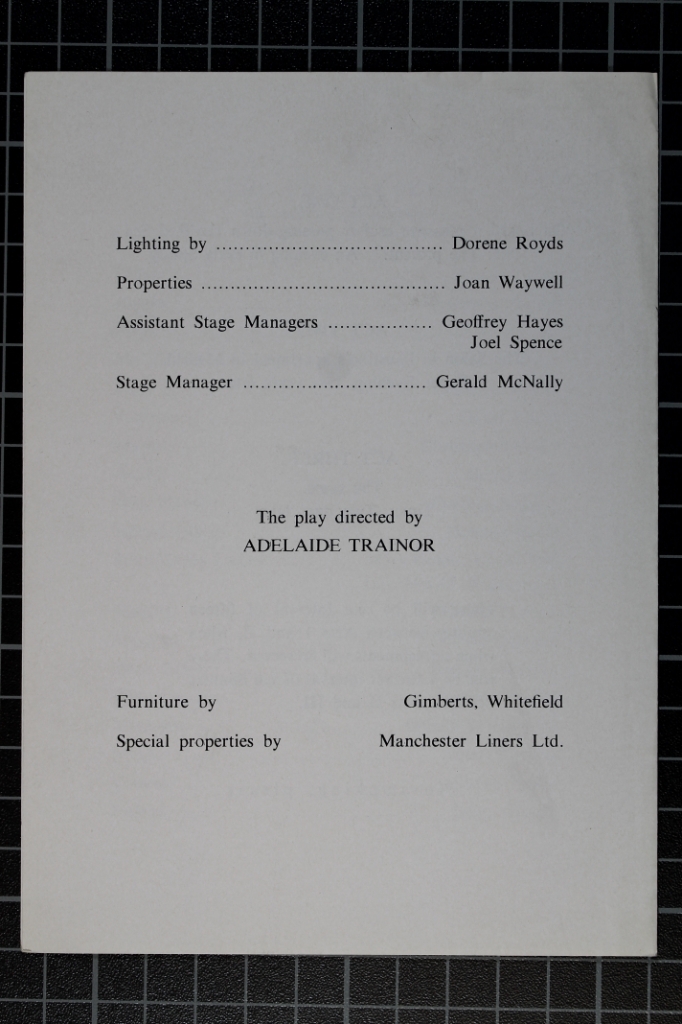 Lighting by ....................................... Dorene Royds
Properties .......................................... Joan Waywell
Assistant Stage Managers .................. Geoffrey Hayes
Joel Spence
Stage Manager ............................... Gerald McNally
The play directed by
ADELAIDE TRAINOR
Furniture by Gimberts, Whitefield
Special properties by Manchester Liners Ltd.